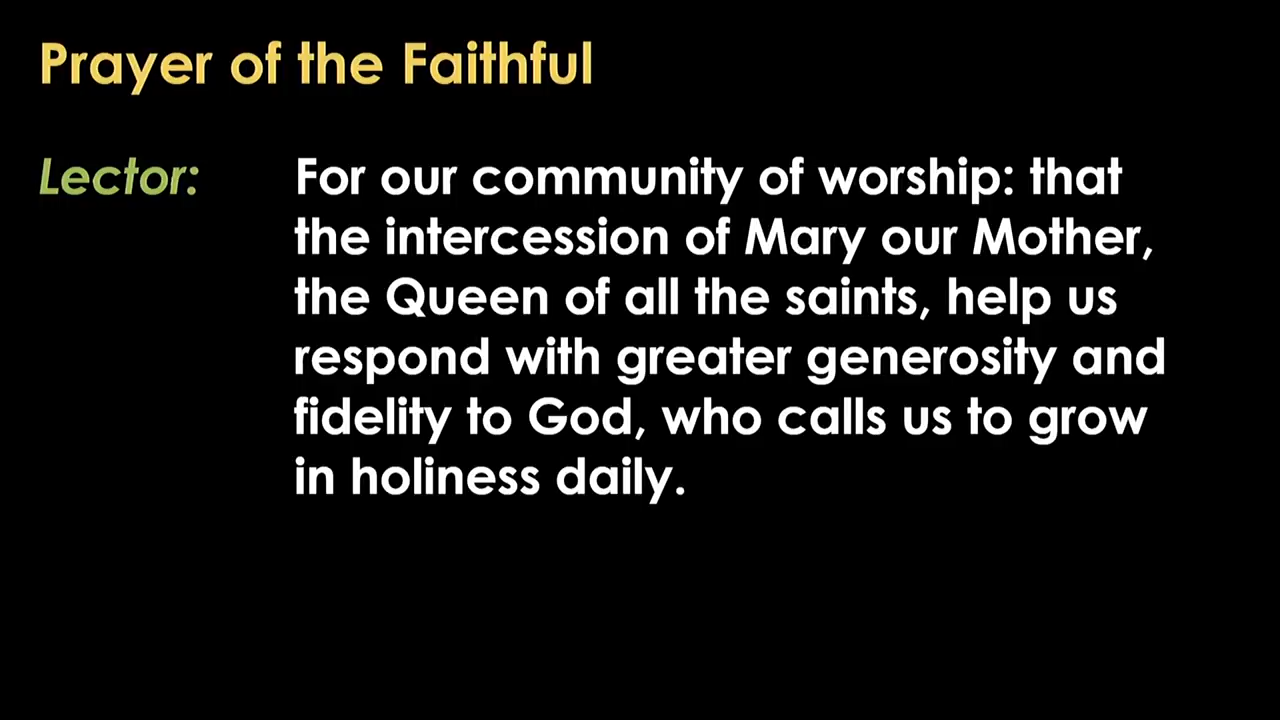 Prayer of the Faithful
Lector: For our community of worship: that
the intercession of Mary our Mother,
the Queen of all the saints, help us
respond with greater generosity and
fidelity to God, who calls us to grow
in holiness daily.